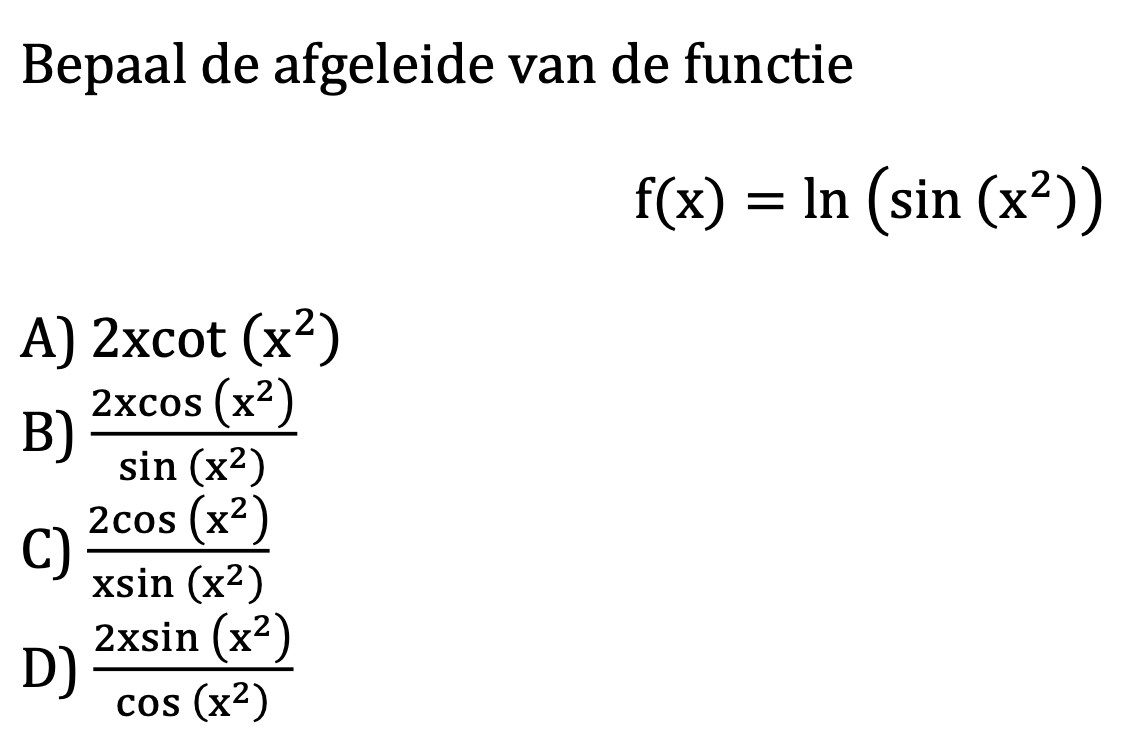 Bepaal de afgeleide van de functie
f(x) = ln (sin (x²))
A) 2xcot (x²)
B) 2xcos (x²) / sin (x²)
C) 2cos (x²) / xsin (x²)
D) 2xsin (x²) / cos (x²)